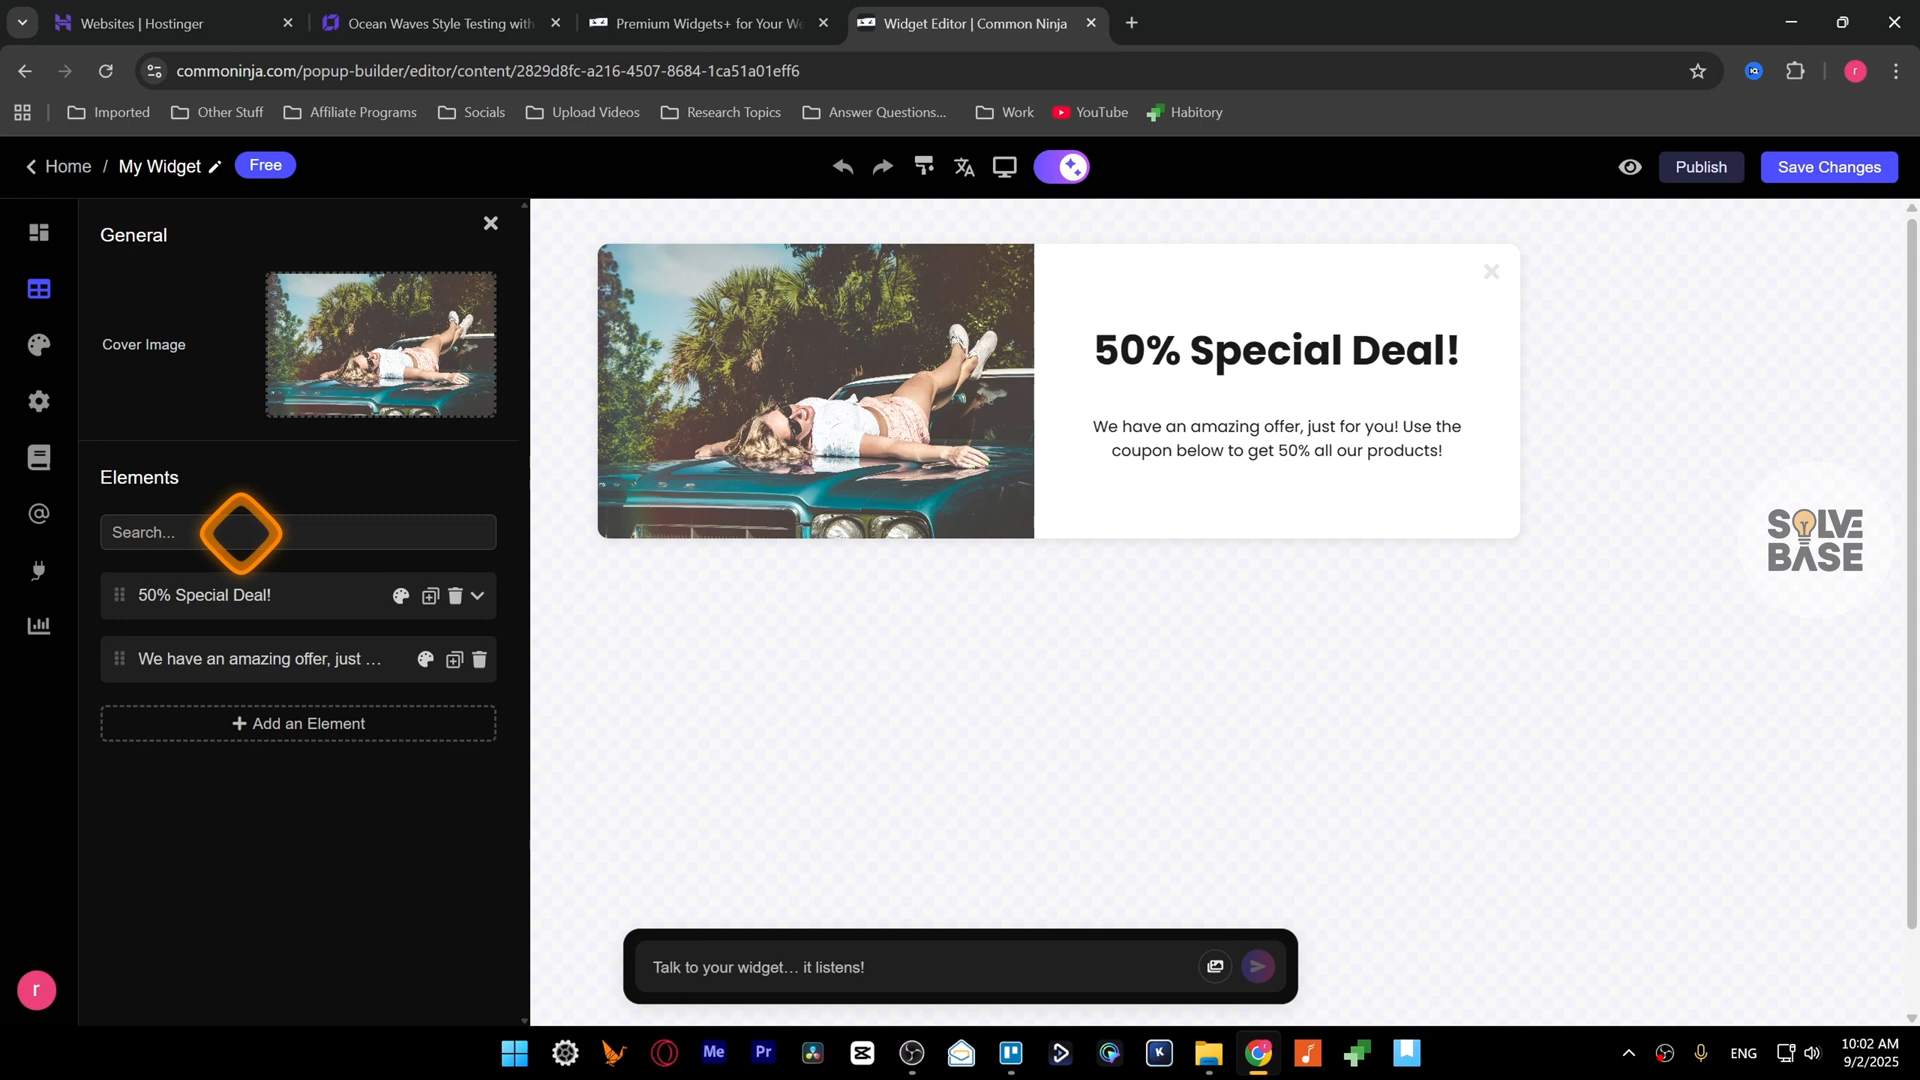 Websites | Hostinger
Ocean Waves Style Testing with
Premium Widgets+ for Your We
Widget Editor | Common Ninja
commoninja.com/popup-builder/editor/content/2829d8fc-a216-4507-8684-1ca51a01eff6
r
Imported
Other Stuff
Affiliate Programs
Socials
Upload Videos
Research Topics
Answer Questions...
Work
YouTube
Habitory
Home / My Widget
Free
Publish
Save Changes
General
Cover Image
Elements
Search...
50% Special Deal!
We have an amazing offer, just ...
+ Add an Element
r
50% Special Deal!
We have an amazing offer, just for you! Use the
coupon below to get 50% all our products!
SOLVE
BASE
Talk to your widget... it listens!
Me
Pr
K
ENG
10:02 AM
9/2/2025